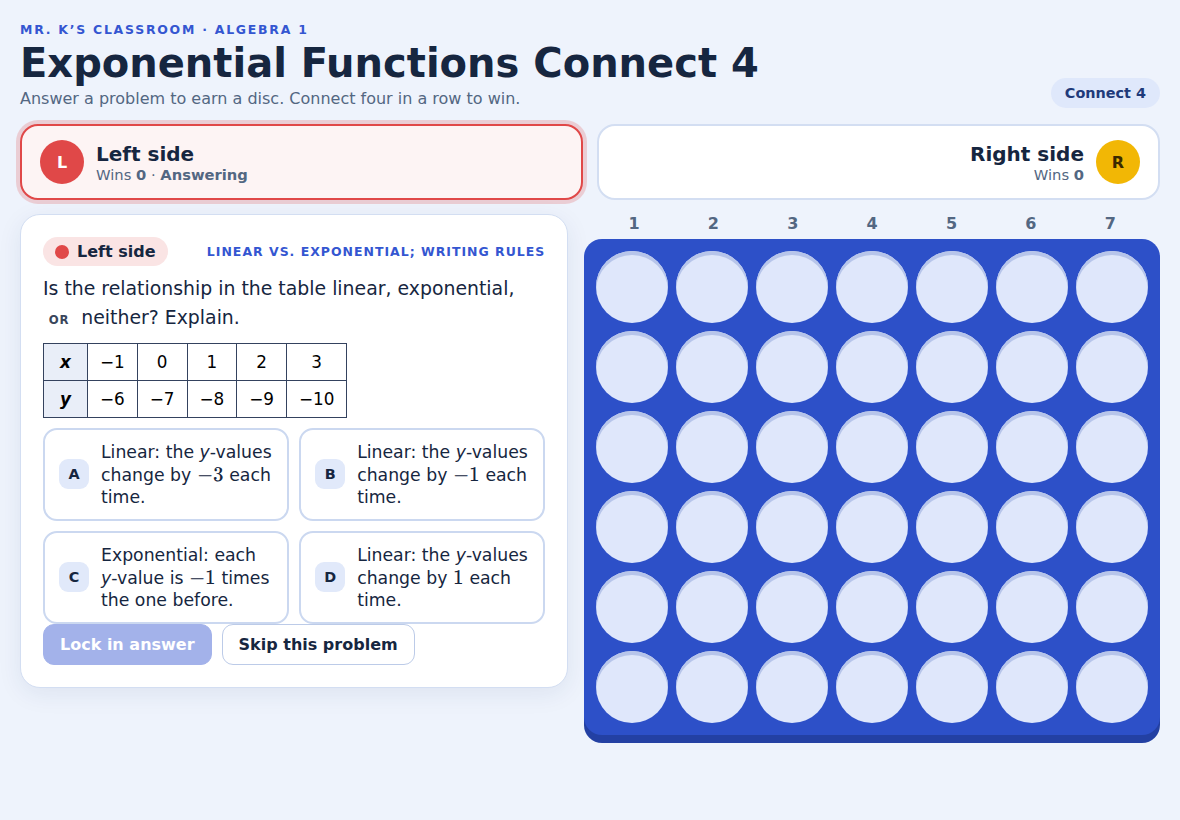 MR. K’S CLASSROOM · ALGEBRA 1
Exponential Functions Connect 4
Answer a problem to earn a disc. Connect four in a row to win.
Connect 4
L
Left side
Wins 0 · Answering
Right side
Wins 0
R
Left side
LINEAR VS. EXPONENTIAL; WRITING RULES
Is the relationship in the table linear, exponential,
OR neither? Explain.
x −1 0 1 2 3
y −6 −7 −8 −9 −10
A
Linear: the y-values
change by −3 each
time.
B
Linear: the y-values
change by −1 each
time.
C
Exponential: each
y-value is −1 times
the one before.
D
Linear: the y-values
change by 1 each
time.
Lock in answer
Skip this problem
1 2 3 4 5 6 7